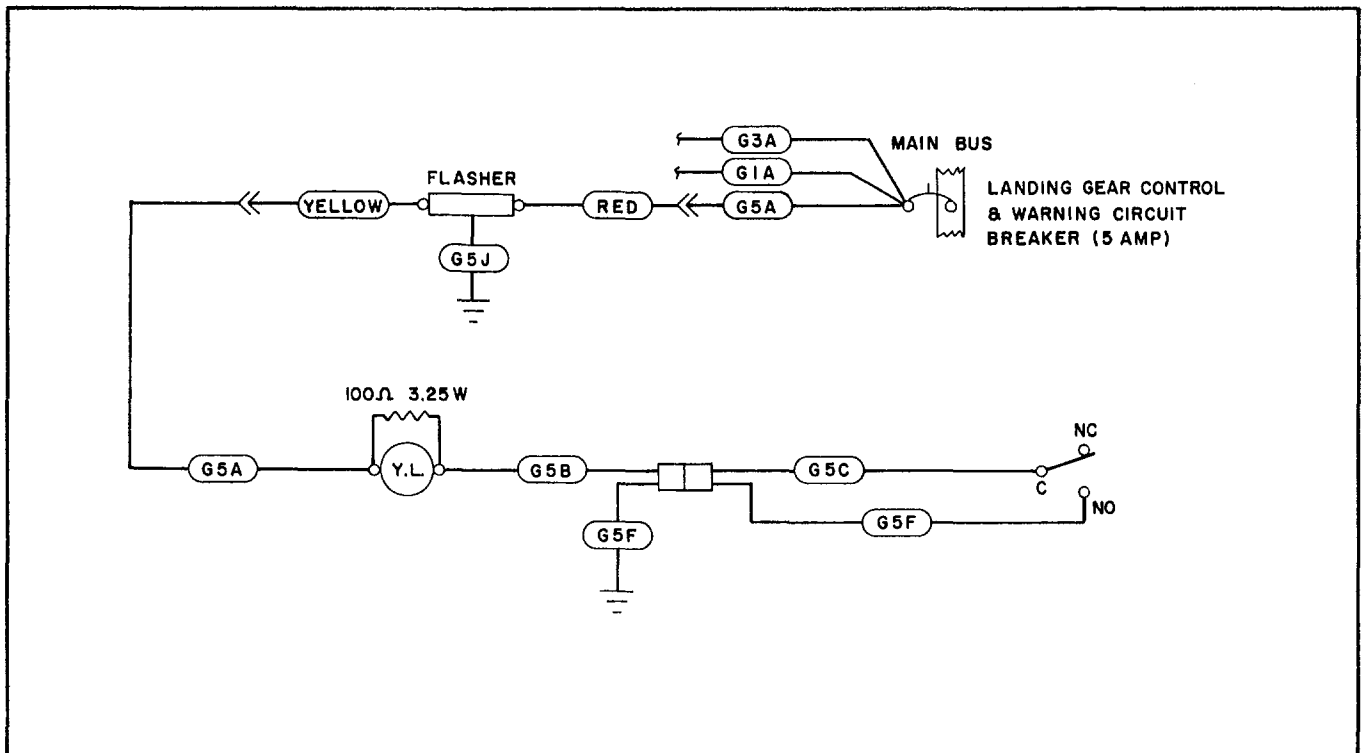 G3A
MAIN BUS
FLASHER
G1A
LANDING GEAR CONTROL
& WARNING CIRCUIT
BREAKER (5 AMP)
YELLOW
RED
G5A
G5J
100Ω 3.25W
NC
G5A
Y.L.
G5B
G5C
C
NO
G5F
G5F